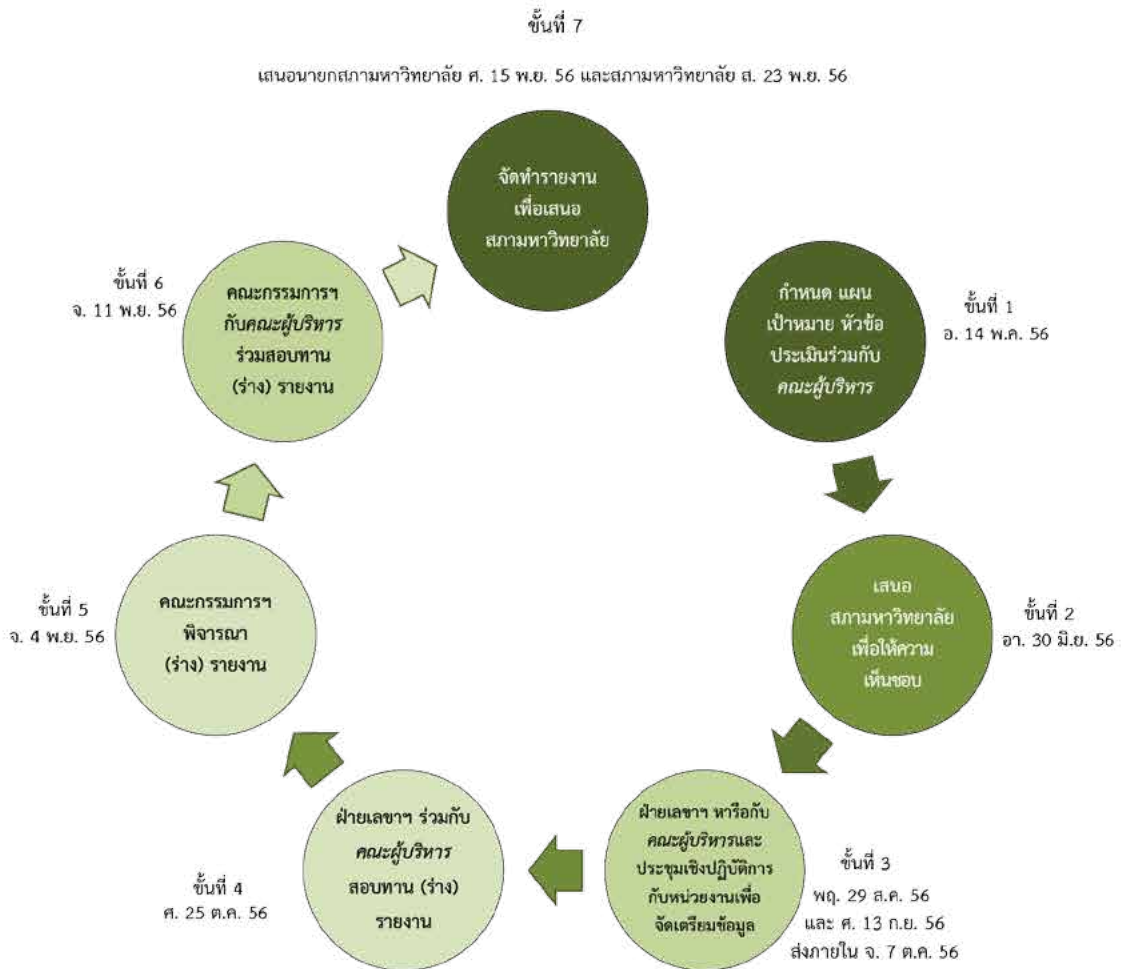 ขั้นที่ 7
เสนอนายกสภามหาวิทยาลัย ศ. 15 พ.ย. 56 และสภามหาวิทยาลัย ส. 23 พ.ย. 56
จัดทำรายงาน
เพื่อเสนอ
สภามหาวิทยาลัย
กำหนด แผน
เป้าหมาย หัวข้อ
ประเมินร่วมกับ
คณะผู้บริหาร
ขั้นที่ 1
อ. 14 พ.ค. 56
เสนอ
สภามหาวิทยาลัย
เพื่อให้ความ
เห็นชอบ
ขั้นที่ 2
อา. 30 มิ.ย. 56
ฝ่ายเลขาฯ หารือกับ
คณะผู้บริหารและ
ประชุมเชิงปฏิบัติการ
กับหน่วยงานเพื่อ
จัดเตรียมข้อมูล
ขั้นที่ 3
พฤ. 29 ส.ค. 56
และ ศ. 13 ก.ย. 56
ส่งภายใน จ. 7 ต.ค. 56
ฝ่ายเลขาฯ ร่วมกับ
คณะผู้บริหาร
สอบทาน (ร่าง)
รายงาน
ขั้นที่ 4
ศ. 25 ต.ค. 56
คณะกรรมการฯ
พิจารณา
(ร่าง) รายงาน
ขั้นที่ 5
จ. 4 พ.ย. 56
คณะกรรมการฯ
กับคณะผู้บริหาร
ร่วมสอบทาน
(ร่าง) รายงาน
ขั้นที่ 6
จ. 11 พ.ย. 56